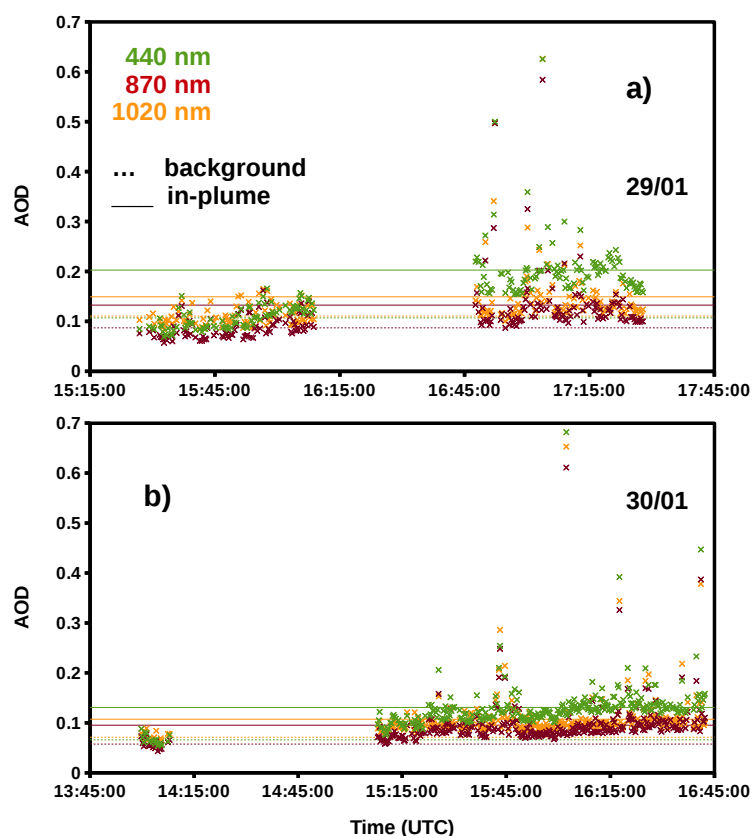 0.7
440 nm
0.6
870 nm
a)
1020 nm
0.5
... background
0.4
29/01
___ in-plume
AOD
0.3
0.2
0.1
0
15:15:00 15:45:00 16:15:00 16:45:00 17:15:00 17:45:00
0.7
0.6
b)
30/01
0.5
0.4
AOD
0.3
0.2
0.1
0
13:45:00 14:15:00 14:45:00 15:15:00 15:45:00 16:15:00 16:45:00
Time (UTC)